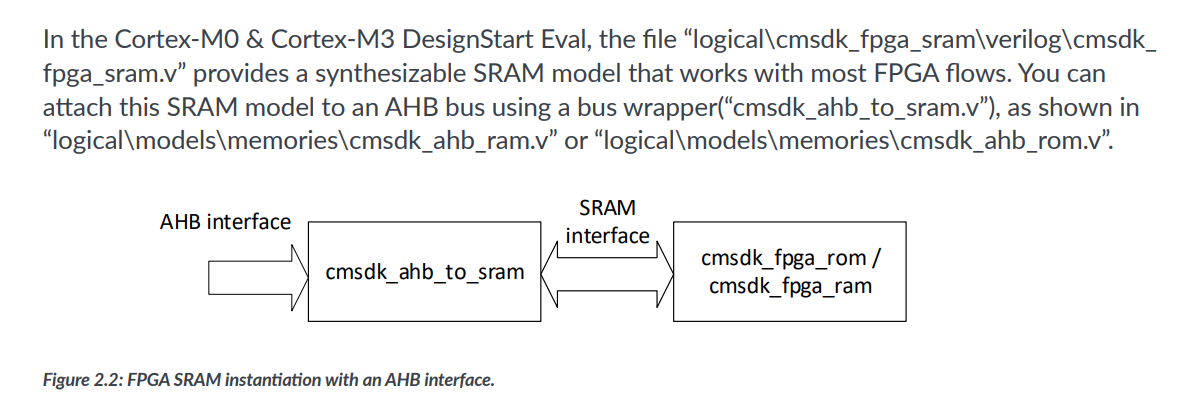 In the Cortex-M0 & Cortex-M3 DesignStart Eval, the file “logical\cmsdk_fpga_sram\verilog\cmsdk_
fpga_sram.v” provides a synthesizable SRAM model that works with most FPGA flows. You can
attach this SRAM model to an AHB bus using a bus wrapper(“cmsdk_ahb_to_sram.v”), as shown in
“logical\models\memories\cmsdk_ahb_ram.v” or “logical\models\memories\cmsdk_ahb_rom.v”.
AHB interface
SRAM
interface
cmsdk_ahb_to_sram
cmsdk_fpga_rom /
cmsdk_fpga_ram
Figure 2.2: FPGA SRAM instantiation with an AHB interface.